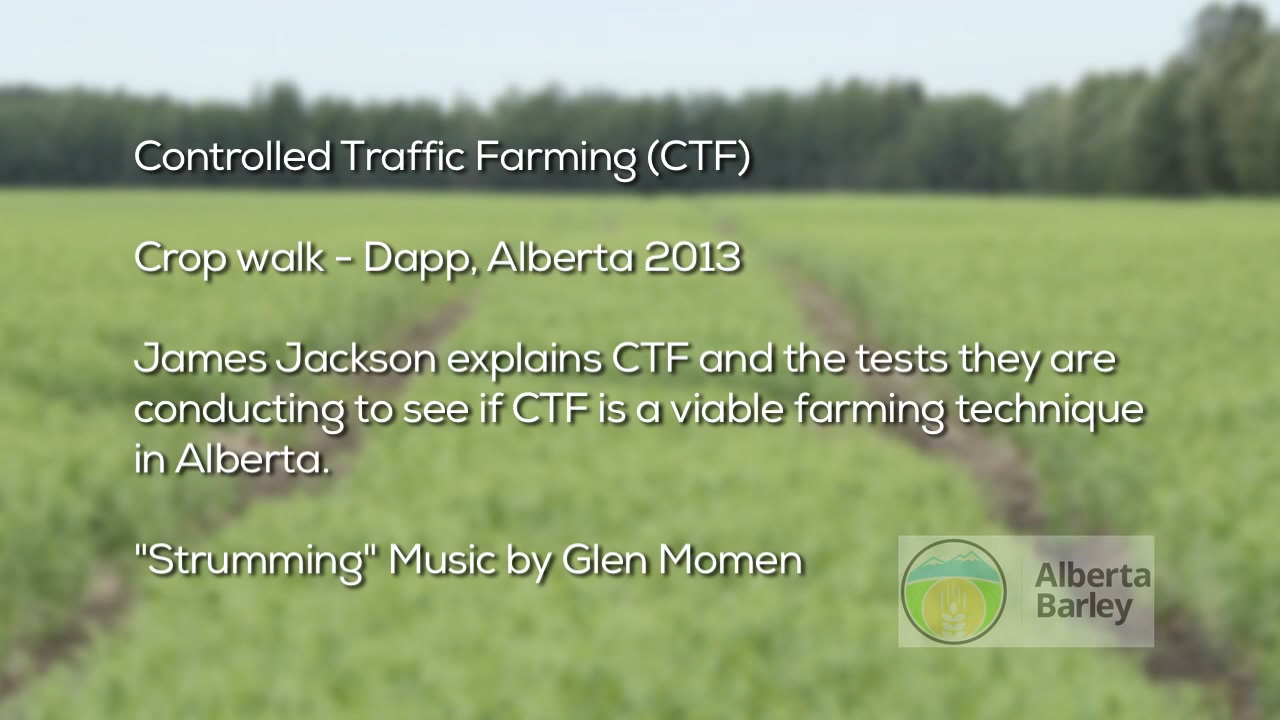 Controlled Traffic Farming (CTF)
Crop walk - Dapp, Alberta 2013
James Jackson explains CTF and the tests they are
conducting to see if CTF is a viable farming technique
in Alberta.
"Strumming" Music by Glen Momen
Alberta
Barley